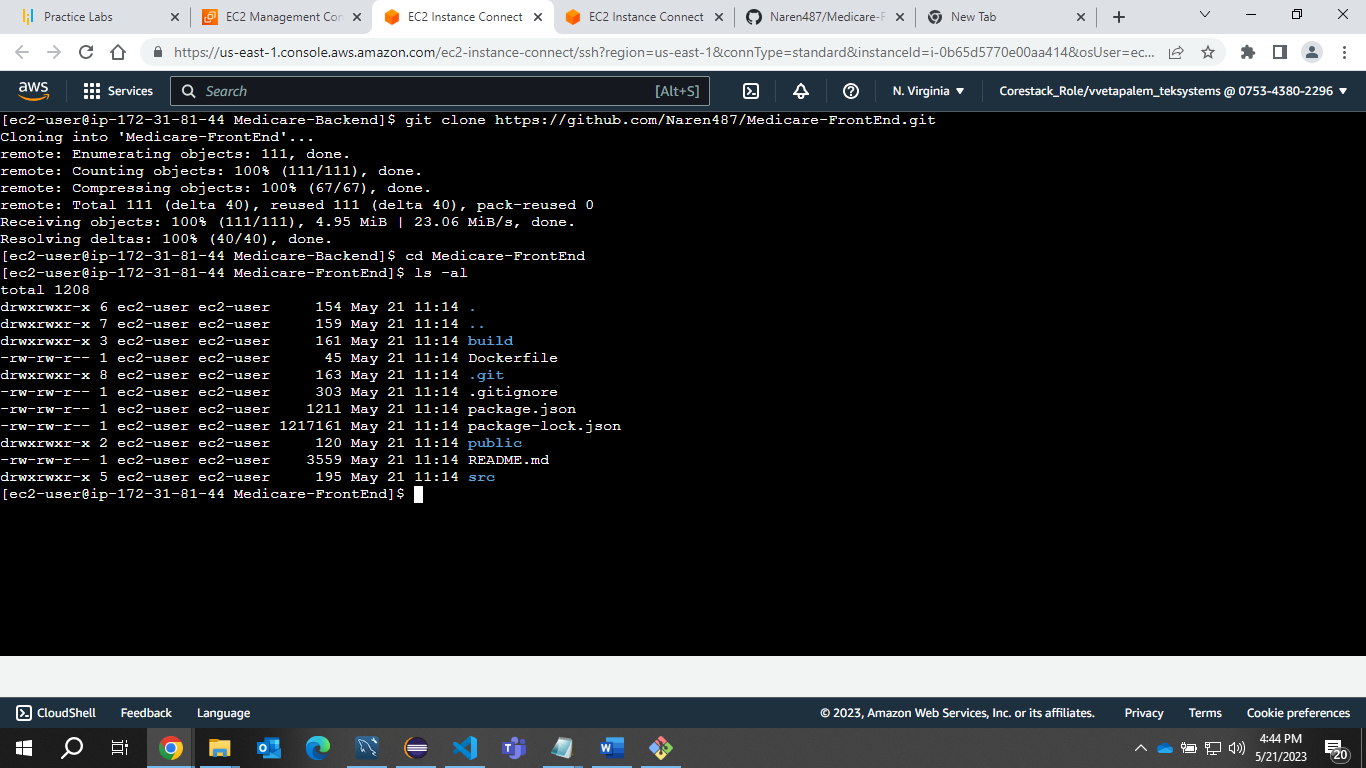 Practice Labs
EC2 Management Con
EC2 Instance Connect
EC2 Instance Connect
Naren487/Medicare-F
New Tab
https://us-east-1.console.aws.amazon.com/ec2-instance-connect/ssh?region=us-east-1&connType=standard&instanceId=i-0b65d5770e00aa414&osUser=ec...
aws
Services
Search
[Alt+S]
N. Virginia
Corestack_Role/vvetapalem_teksystems @ 0753-4380-2296
[ec2-user@ip-172-31-81-44 Medicare-Backend]$ git clone https://github.com/Naren487/Medicare-FrontEnd.git
Cloning into 'Medicare-FrontEnd'...
remote: Enumerating objects: 111, done.
remote: Counting objects: 100% (111/111), done.
remote: Compressing objects: 100% (67/67), done.
remote: Total 111 (delta 40), reused 111 (delta 40), pack-reused 0
Receiving objects: 100% (111/111), 4.95 MiB | 23.06 MiB/s, done.
Resolving deltas: 100% (40/40), done.
[ec2-user@ip-172-31-81-44 Medicare-Backend]$ cd Medicare-FrontEnd
[ec2-user@ip-172-31-81-44 Medicare-FrontEnd]$ ls -al
total 1208
drwxrwxr-x 6 ec2-user ec2-user     154 May 21 11:14 .
drwxrwxr-x 7 ec2-user ec2-user     159 May 21 11:14 ..
drwxrwxr-x 3 ec2-user ec2-user     161 May 21 11:14 build
-rw-rw-r-- 1 ec2-user ec2-user      45 May 21 11:14 Dockerfile
drwxrwxr-x 8 ec2-user ec2-user     163 May 21 11:14 .git
-rw-rw-r-- 1 ec2-user ec2-user     303 May 21 11:14 .gitignore
-rw-rw-r-- 1 ec2-user ec2-user    1211 May 21 11:14 package.json
-rw-rw-r-- 1 ec2-user ec2-user 1217161 May 21 11:14 package-lock.json
drwxrwxr-x 2 ec2-user ec2-user     120 May 21 11:14 public
-rw-rw-r-- 1 ec2-user ec2-user    3559 May 21 11:14 README.md
drwxrwxr-x 5 ec2-user ec2-user     195 May 21 11:14 src
[ec2-user@ip-172-31-81-44 Medicare-FrontEnd]$
CloudShell
Feedback
Language
© 2023, Amazon Web Services, Inc. or its affiliates.
Privacy
Terms
Cookie preferences
4:44 PM
5/21/2023
20